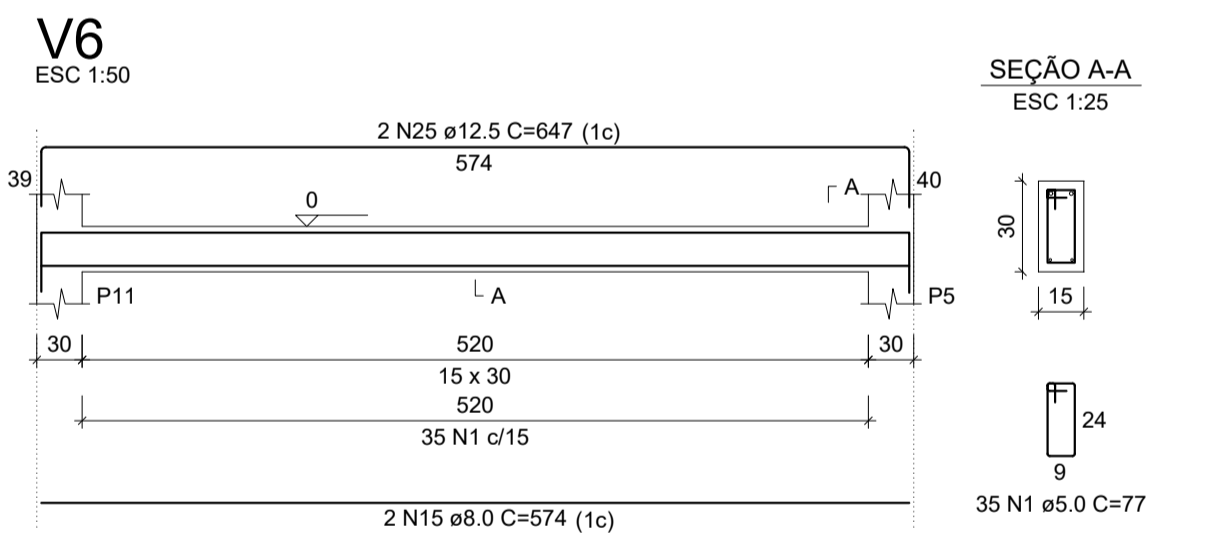 V6
ESC 1:50
SEÇÃO A-A
ESC 1:25
2 N25 ø12.5 C=647 (1c)
574
39
40
0
A
A
P11
P5
30
520
30
15 x 30
520
35 N1 c/15
2 N15 ø8.0 C=574 (1c)
30
15
24
9
35 N1 ø5.0 C=77